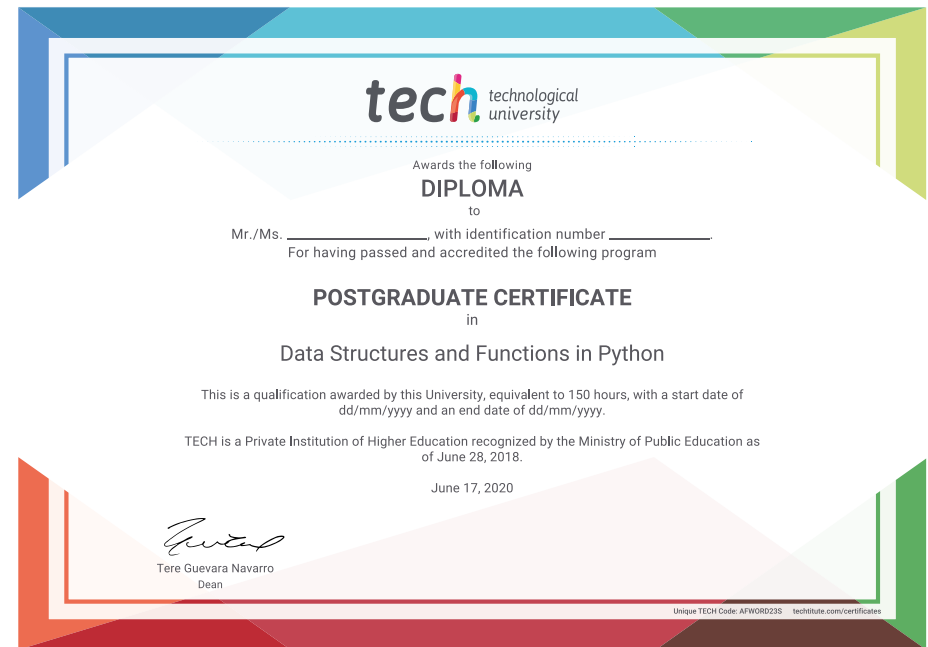 tech technological
university
Awards the following
DIPLOMA
to
Mr./Ms. ____________________, with identification number ______________.
For having passed and accredited the following program
POSTGRADUATE CERTIFICATE
in
Data Structures and Functions in Python
This is a qualification awarded by this University, equivalent to 150 hours, with a start date of
dd/mm/yyyy and an end date of dd/mm/yyyy.
TECH is a Private Institution of Higher Education recognized by the Ministry of Public Education as
of June 28, 2018.
June 17, 2020
Tere Guevara Navarro
Dean
Unique TECH Code: AFWORD23S techtitute.com/certificates